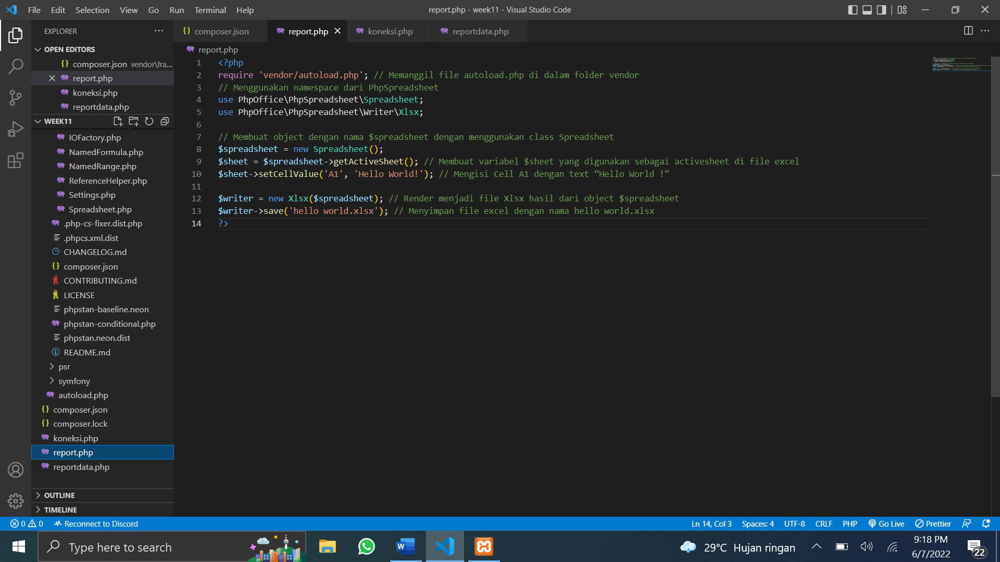 File Edit Selection View Go Run Terminal Help
report.php - week11 - Visual Studio Code
EXPLORER
OPEN EDITORS
composer.json vendor\fra...
report.php
koneksi.php
reportdata.php
WEEK11
IOFactory.php
NamedFormula.php
NamedRange.php
ReferenceHelper.php
Settings.php
Spreadsheet.php
.php-cs-fixer.dist.php
.phpcs.xml.dist
CHANGELOG.md
composer.json
CONTRIBUTING.md
LICENSE
phpstan-baseline.neon
phpstan-conditional.php
phpstan.neon.dist
README.md
psr
symfony
autoload.php
composer.json
composer.lock
koneksi.php
report.php
reportdata.php
OUTLINE
TIMELINE
composer.json report.php koneksi.php reportdata.php
report.php
1 <?php
2 require 'vendor/autoload.php'; // Memanggil file autoload.php di dalam folder vendor
3 // Menggunakan namespace dari PhpSpreadsheet
4 use PhpOffice\PhpSpreadsheet\Spreadsheet;
5 use PhpOffice\PhpSpreadsheet\Writer\Xlsx;
6
7 // Membuat object dengan nama $spreadsheet dengan menggunakan class Spreadsheet
8 $spreadsheet = new Spreadsheet();
9 $sheet = $spreadsheet->getActiveSheet(); // Membuat variabel $sheet yang digunakan sebagai activesheet di file excel
10 $sheet->setCellValue('A1', 'Hello World!'); // Mengisi Cell A1 dengan text “Hello World !”
11
12 $writer = new Xlsx($spreadsheet); // Render menjadi file Xlsx hasil dari object $spreadsheet
13 $writer->save('hello world.xlsx'); // Menyimpan file excel dengan nama hello world.xlsx
14 ?>
0 0 Reconnect to Discord
Ln 14, Col 3 Spaces: 4 UTF-8 CRLF PHP Go Live Prettier
Type here to search
W
29°C Hujan ringan
9:18 PM
6/7/2022
22